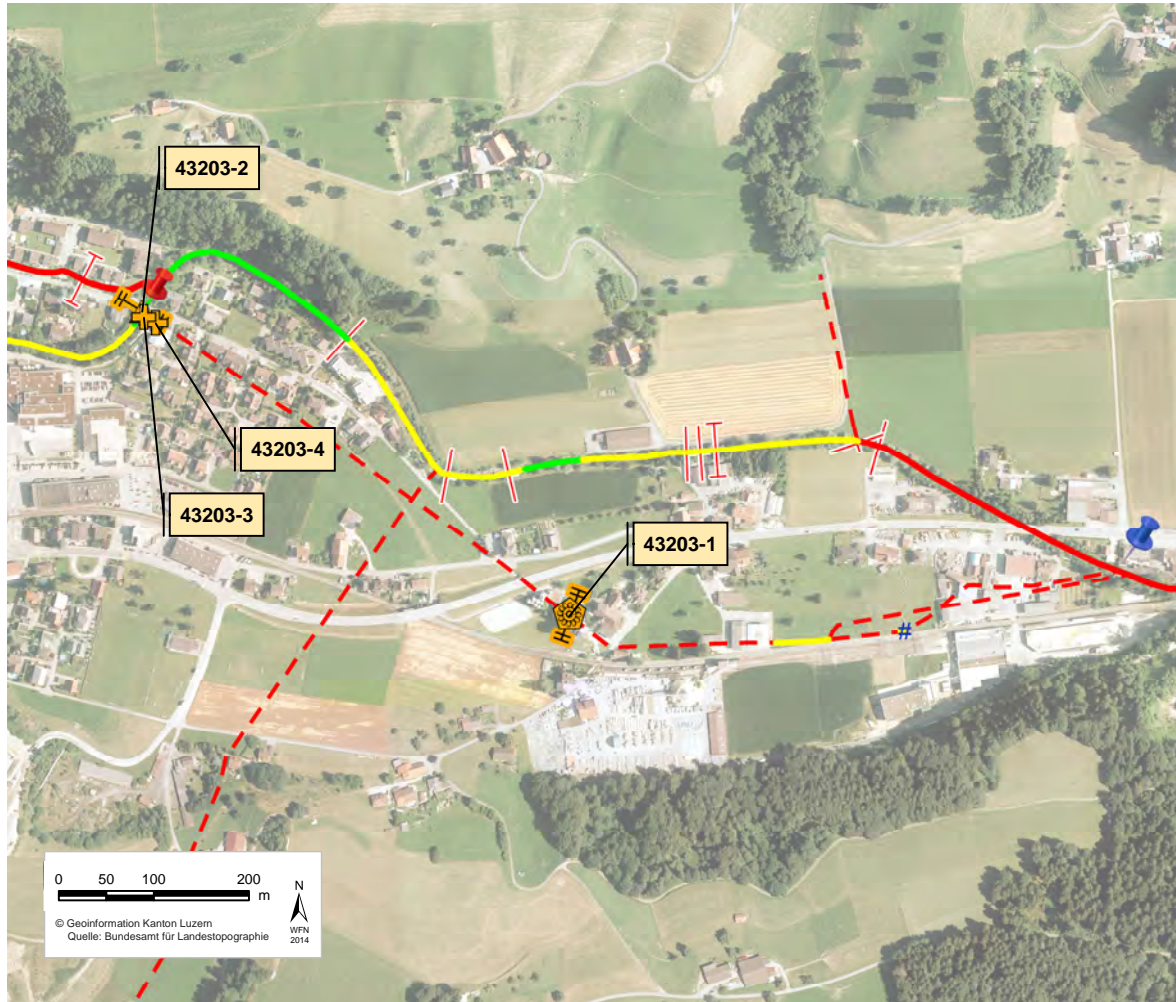 43203-2
43203-4
43203-3
43203-1
#
0 50 100 200
m
N
© Geoinformation Kanton Luzern
Quelle: Bundesamt für Landestopographie
WFN
2014